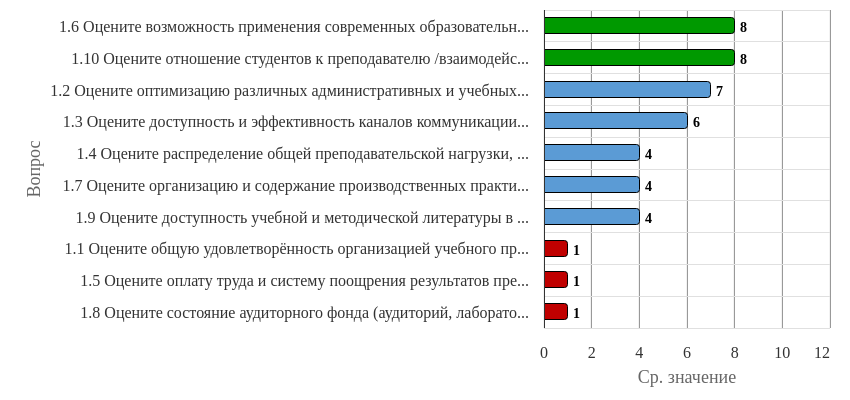 1.6 Оцените возможность применения современных образовательн... 8
1.10 Оцените отношение студентов к преподавателю /взаимодейс... 8
1.2 Оцените оптимизацию различных административных и учебных... 7
1.3 Оцените доступность и эффективность каналов коммуникации... 6
1.4 Оцените распределение общей преподавательской нагрузки, ... 4
1.7 Оцените организацию и содержание производственных практи... 4
1.9 Оцените доступность учебной и методической литературы в ... 4
1.1 Оцените общую удовлетворённость организацией учебного пр... 1
1.5 Оцените оплату труда и систему поощрения результатов пре... 1
1.8 Оцените состояние аудиторного фонда (аудиторий, лаборато... 1
Вопрос
0 2 4 6 8 10 12
Ср. значение